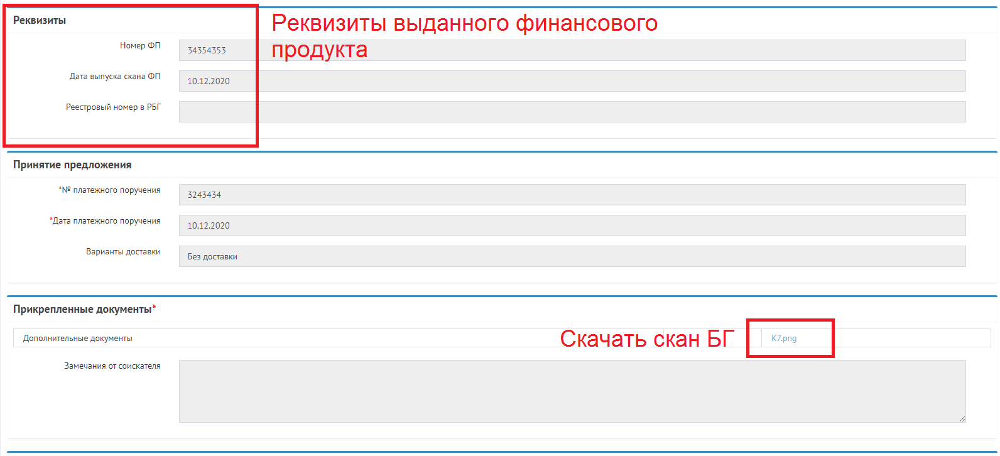 Реквизиты
Реквизиты выданного финансового
продукта
Номер ФП
34354353
Дата выпуска скана ФП
10.12.2020
Реестровый номер в РБГ
Принятие предложения
*№ платежного поручения
3243434
*Дата платежного поручения
10.12.2020
Варианты доставки
Без доставки
Прикрепленные документы*
Дополнительные документы
Скачать скан БГ
K7.png
Замечания от соискателя